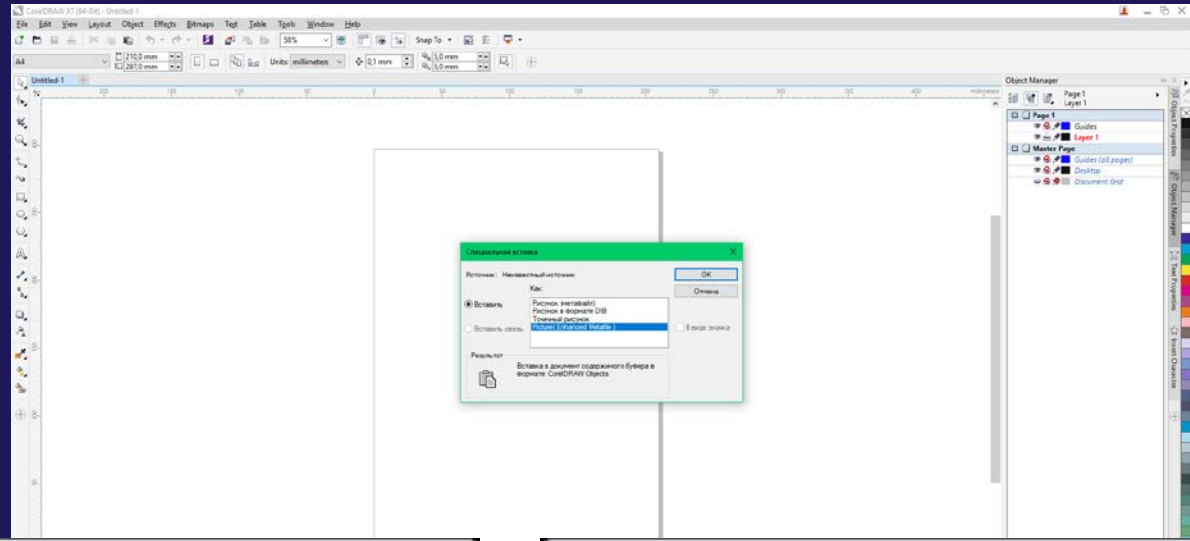 CorelDRAW X7 (64-Bit) - Untitled-1
File Edit View Layout Object Effects Bitmaps Text Table Tools Window Help
58% Snap To
A4 210,0 mm 297,0 mm Units: millimeters 0,1 mm 5,0 mm 5,0 mm
Untitled-1
millimeters
Object Manager
Page 1
Layer 1
Page 1
Guides
Layer 1
Master Page
Guides (all pages)
Desktop
Document Grid
Object Properties
Object Manager
Text Properties
Insert Character
Специальная вставка
Источник: Неизвестный источник
Как:
Вставить
Вставить связь
Рисунок (метафайл)
Рисунок в формате DIB
Точечный рисунок
Picture( Enhanced Metafile )
OK
Отмена
В виде значка
Результат
Вставка в документ содержимого буфера в
формате: CorelDRAW Objects.